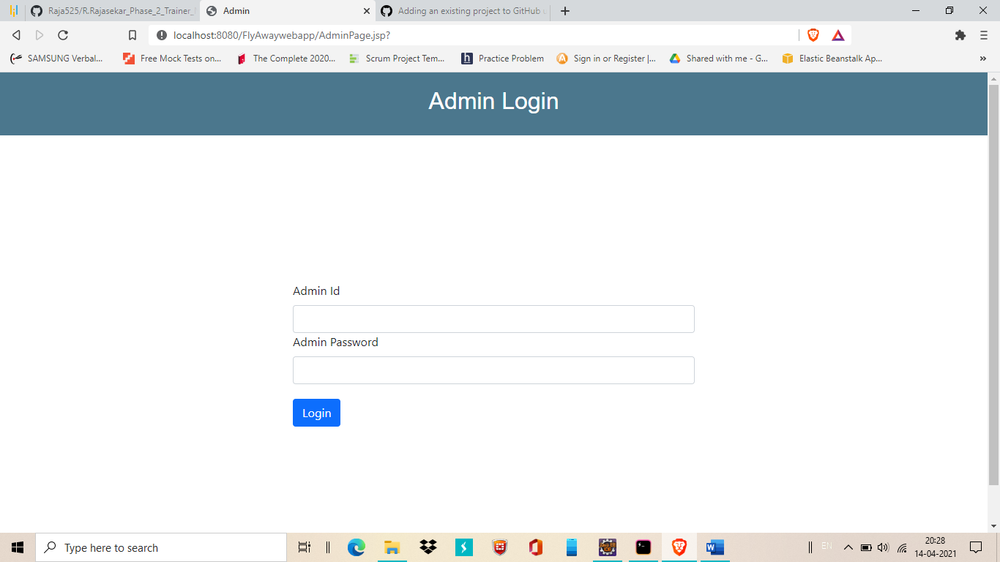 Raja525/R.Rajasekar_Phase_2_Trainer_
Admin
Adding an existing project to GitHub
localhost:8080/FlyAwaywebapp/AdminPage.jsp?
SAMSUNG Verbal...
Free Mock Tests on...
The Complete 2020...
Scrum Project Tem...
Practice Problem
Sign in or Register |...
Shared with me - G...
Elastic Beanstalk Ap...
Admin Login
Admin Id
Admin Password
Login
Type here to search
EN
20:28
14-04-2021